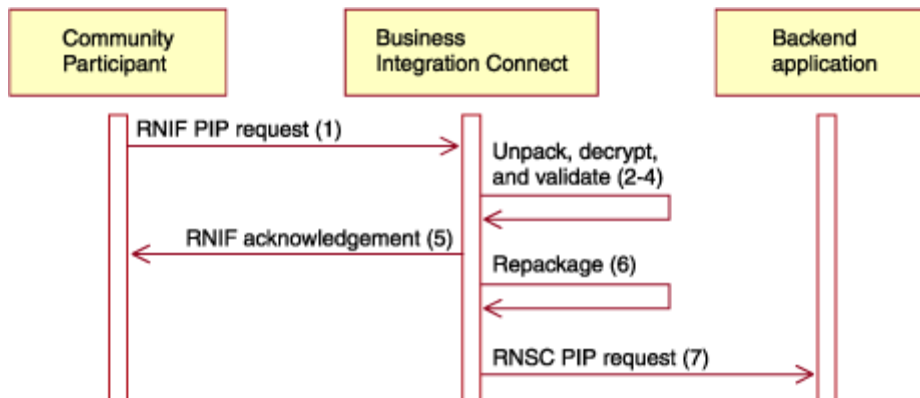 Community
Participant
Business
Integration Connect
Backend
application
RNIF PIP request (1)
Unpack, decrypt,
and validate (2-4)
RNIF acknowledgement (5)
Repackage (6)
RNSC PIP request (7)